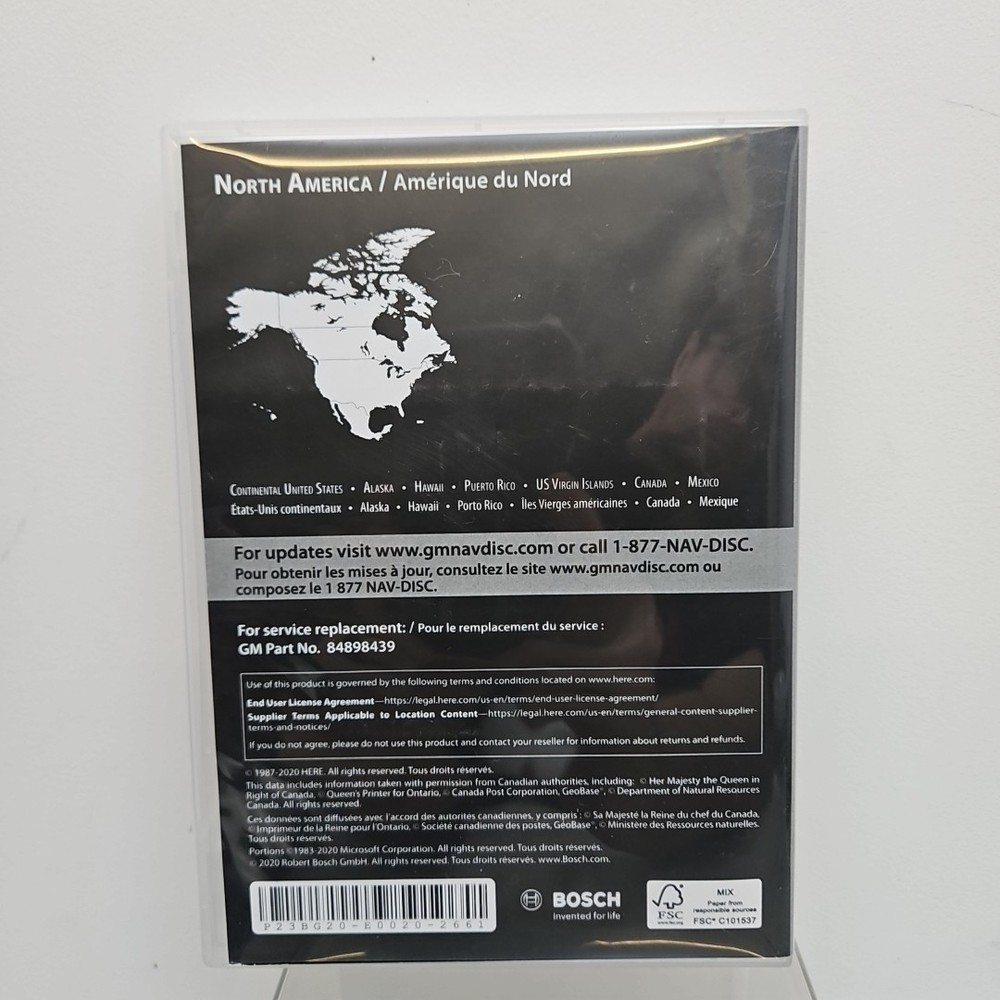 NORTH AMERICA / Amérique du Nord
CONTINENTAL UNITED STATES • ALASKA • HAWAII • PUERTO RICO • US VIRGIN ISLANDS • CANADA • MEXICO
États-Unis continentaux • Alaska • Hawaii • Porto Rico • Îles Vierges américaines • Canada • Mexique
For updates visit www.gmnavdisc.com or call 1-877-NAV-DISC.
Pour obtenir les mises à jour, consultez le site www.gmnavdisc.com ou
composez le 1 877 NAV-DISC.
For service replacement: / Pour le remplacement du service :
GM Part No. 84898439
Use of this product is governed by the following terms and conditions located on www.here.com:
End User License Agreement—https://legal.here.com/us-en/terms/end-user-license-agreement/
Supplier Terms Applicable to Location Content—https://legal.here.com/us-en/terms/general-content-supplier-
terms-and-notices/
If you do not agree, please do not use this product and contact your reseller for information about returns and refunds.
© 1987-2020 HERE. All rights reserved. Tous droits réservés.
This data includes information taken with permission from Canadian authorities, including: © Her Majesty the Queen in
Right of Canada, © Queen's Printer for Ontario, © Canada Post Corporation, GeoBase®, © Department of Natural Resources
Canada. All rights reserved.
Ces données sont diffusées avec l'accord des autorités canadiennes, y compris : © Sa Majesté la Reine du chef du Canada,
© Imprimeur de la Reine pour l'Ontario, © Société canadienne des postes, GéoBase®, © Ministère des Ressources naturelles.
Tous droits réservés.
Portions ©1983-2020 Microsoft Corporation. All rights reserved. Tous droits réservés.
© 2020 Robert Bosch GmbH. All rights reserved. Tous droits réservés. www.Bosch.com.
P23BG20-E0020-2661
BOSCH
Invented for life
FSC
www.fsc.org
MIX
Paper from
responsible sources
FSC® C101537